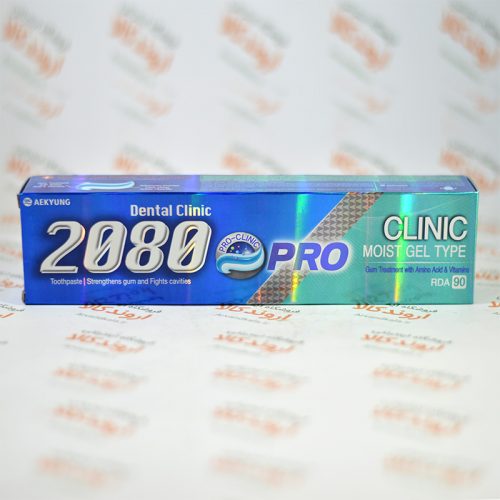 AEKYUNG
Dental Clinic
2080
PRO-CLINIC
PRO
Toothpaste | Strengthens gum and Fights cavities
CLINIC
MOIST GEL TYPE
Gum Treatment with Amino Acid & Vitamins
RDA 90
اروندکالا